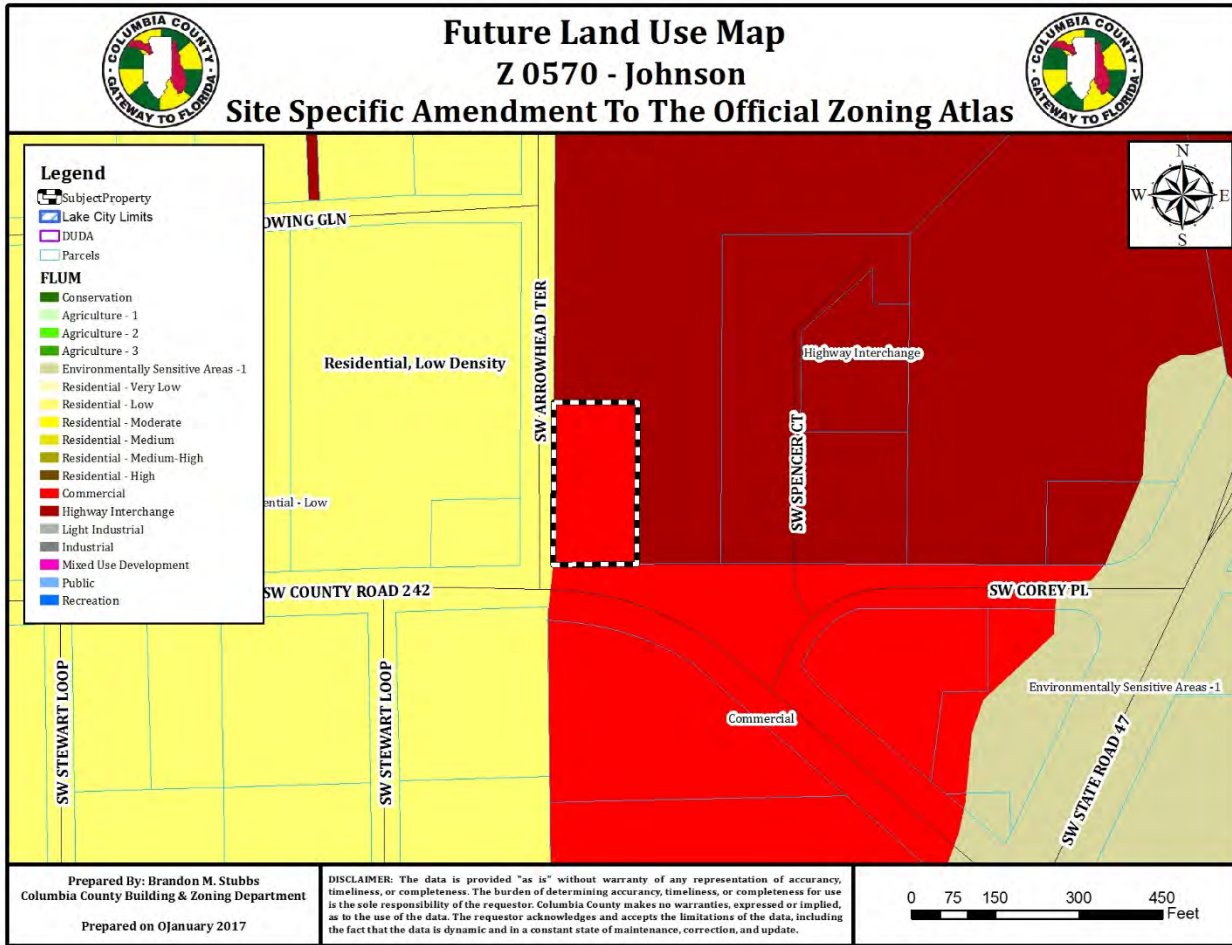 COLUMBIA COUNTY
GATEWAY TO FLORIDA
Future Land Use Map
Z 0570 - Johnson
Site Specific Amendment To The Official Zoning Atlas
COLUMBIA COUNTY
GATEWAY TO FLORIDA
Legend
SubjectProperty
Lake City Limits
DUDA
Parcels
FLUM
Conservation
Agriculture - 1
Agriculture - 2
Agriculture - 3
Environmentally Sensitive Areas -1
Residential - Very Low
Residential - Low
Residential - Moderate
Residential - Medium
Residential - Medium-High
Residential - High
Commercial
Highway Interchange
Light Industrial
Industrial
Mixed Use Development
Public
Recreation
OWING GLN
Residential, Low Density
SW ARROWHEAD TER
Highway Interchange
SW SPENCER CT
ential - Low
SW COUNTY ROAD 242
SW COREY PL
SW STEWART LOOP
SW STEWART LOOP
Commercial
Environmentally Sensitive Areas -1
SW STATE ROAD 47
N
W
E
S
Prepared By: Brandon M. Stubbs
Columbia County Building & Zoning Department
Prepared on 0January 2017
DISCLAIMER: The data is provided "as is" without warranty of any representation of accurancy,
timeliness, or completeness. The burden of determining accuracy, timeliness, or completeness for use
is the sole responsibility of the requestor. Columbia County makes no warranties, expressed or implied,
as to the use of the data. The requestor acknowledges and accepts the limitations of the data, including
the fact that the data is dynamic and in a constant state of maintenance, correction, and update.
0 75 150 300 450
Feet